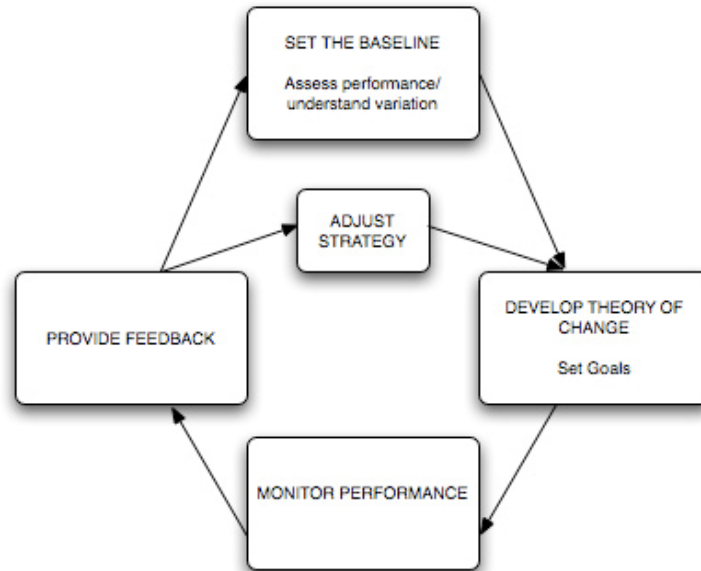 SET THE BASELINE
Assess performance/
understand variation
ADJUST
STRATEGY
PROVIDE FEEDBACK
DEVELOP THEORY OF
CHANGE
Set Goals
MONITOR PERFORMANCE